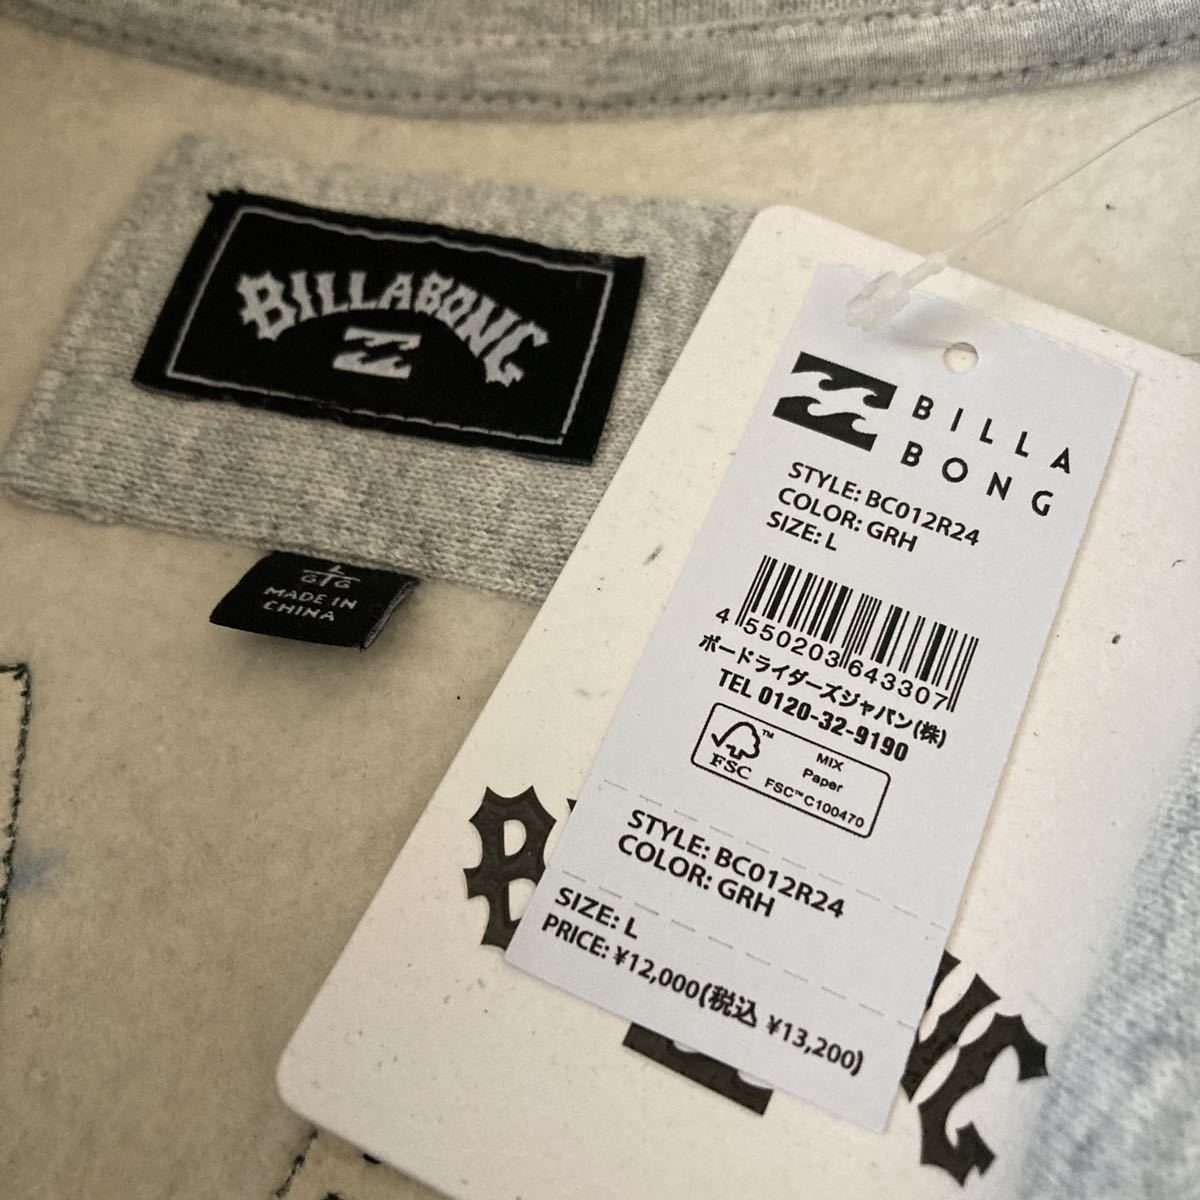 BILLABONG
L
G G
MADE IN
CHINA
BILLA
BONG
STYLE: BC012R24
COLOR: GRH
SIZE: L
4 550203 643307
ボードライダーズジャパン(株)
TEL 0120-32-9190
FSC™
MIX
Paper
FSC™ C100470
STYLE: BC012R24
COLOR: GRH
SIZE: L
PRICE: ¥12,000(税込 ¥13,200)